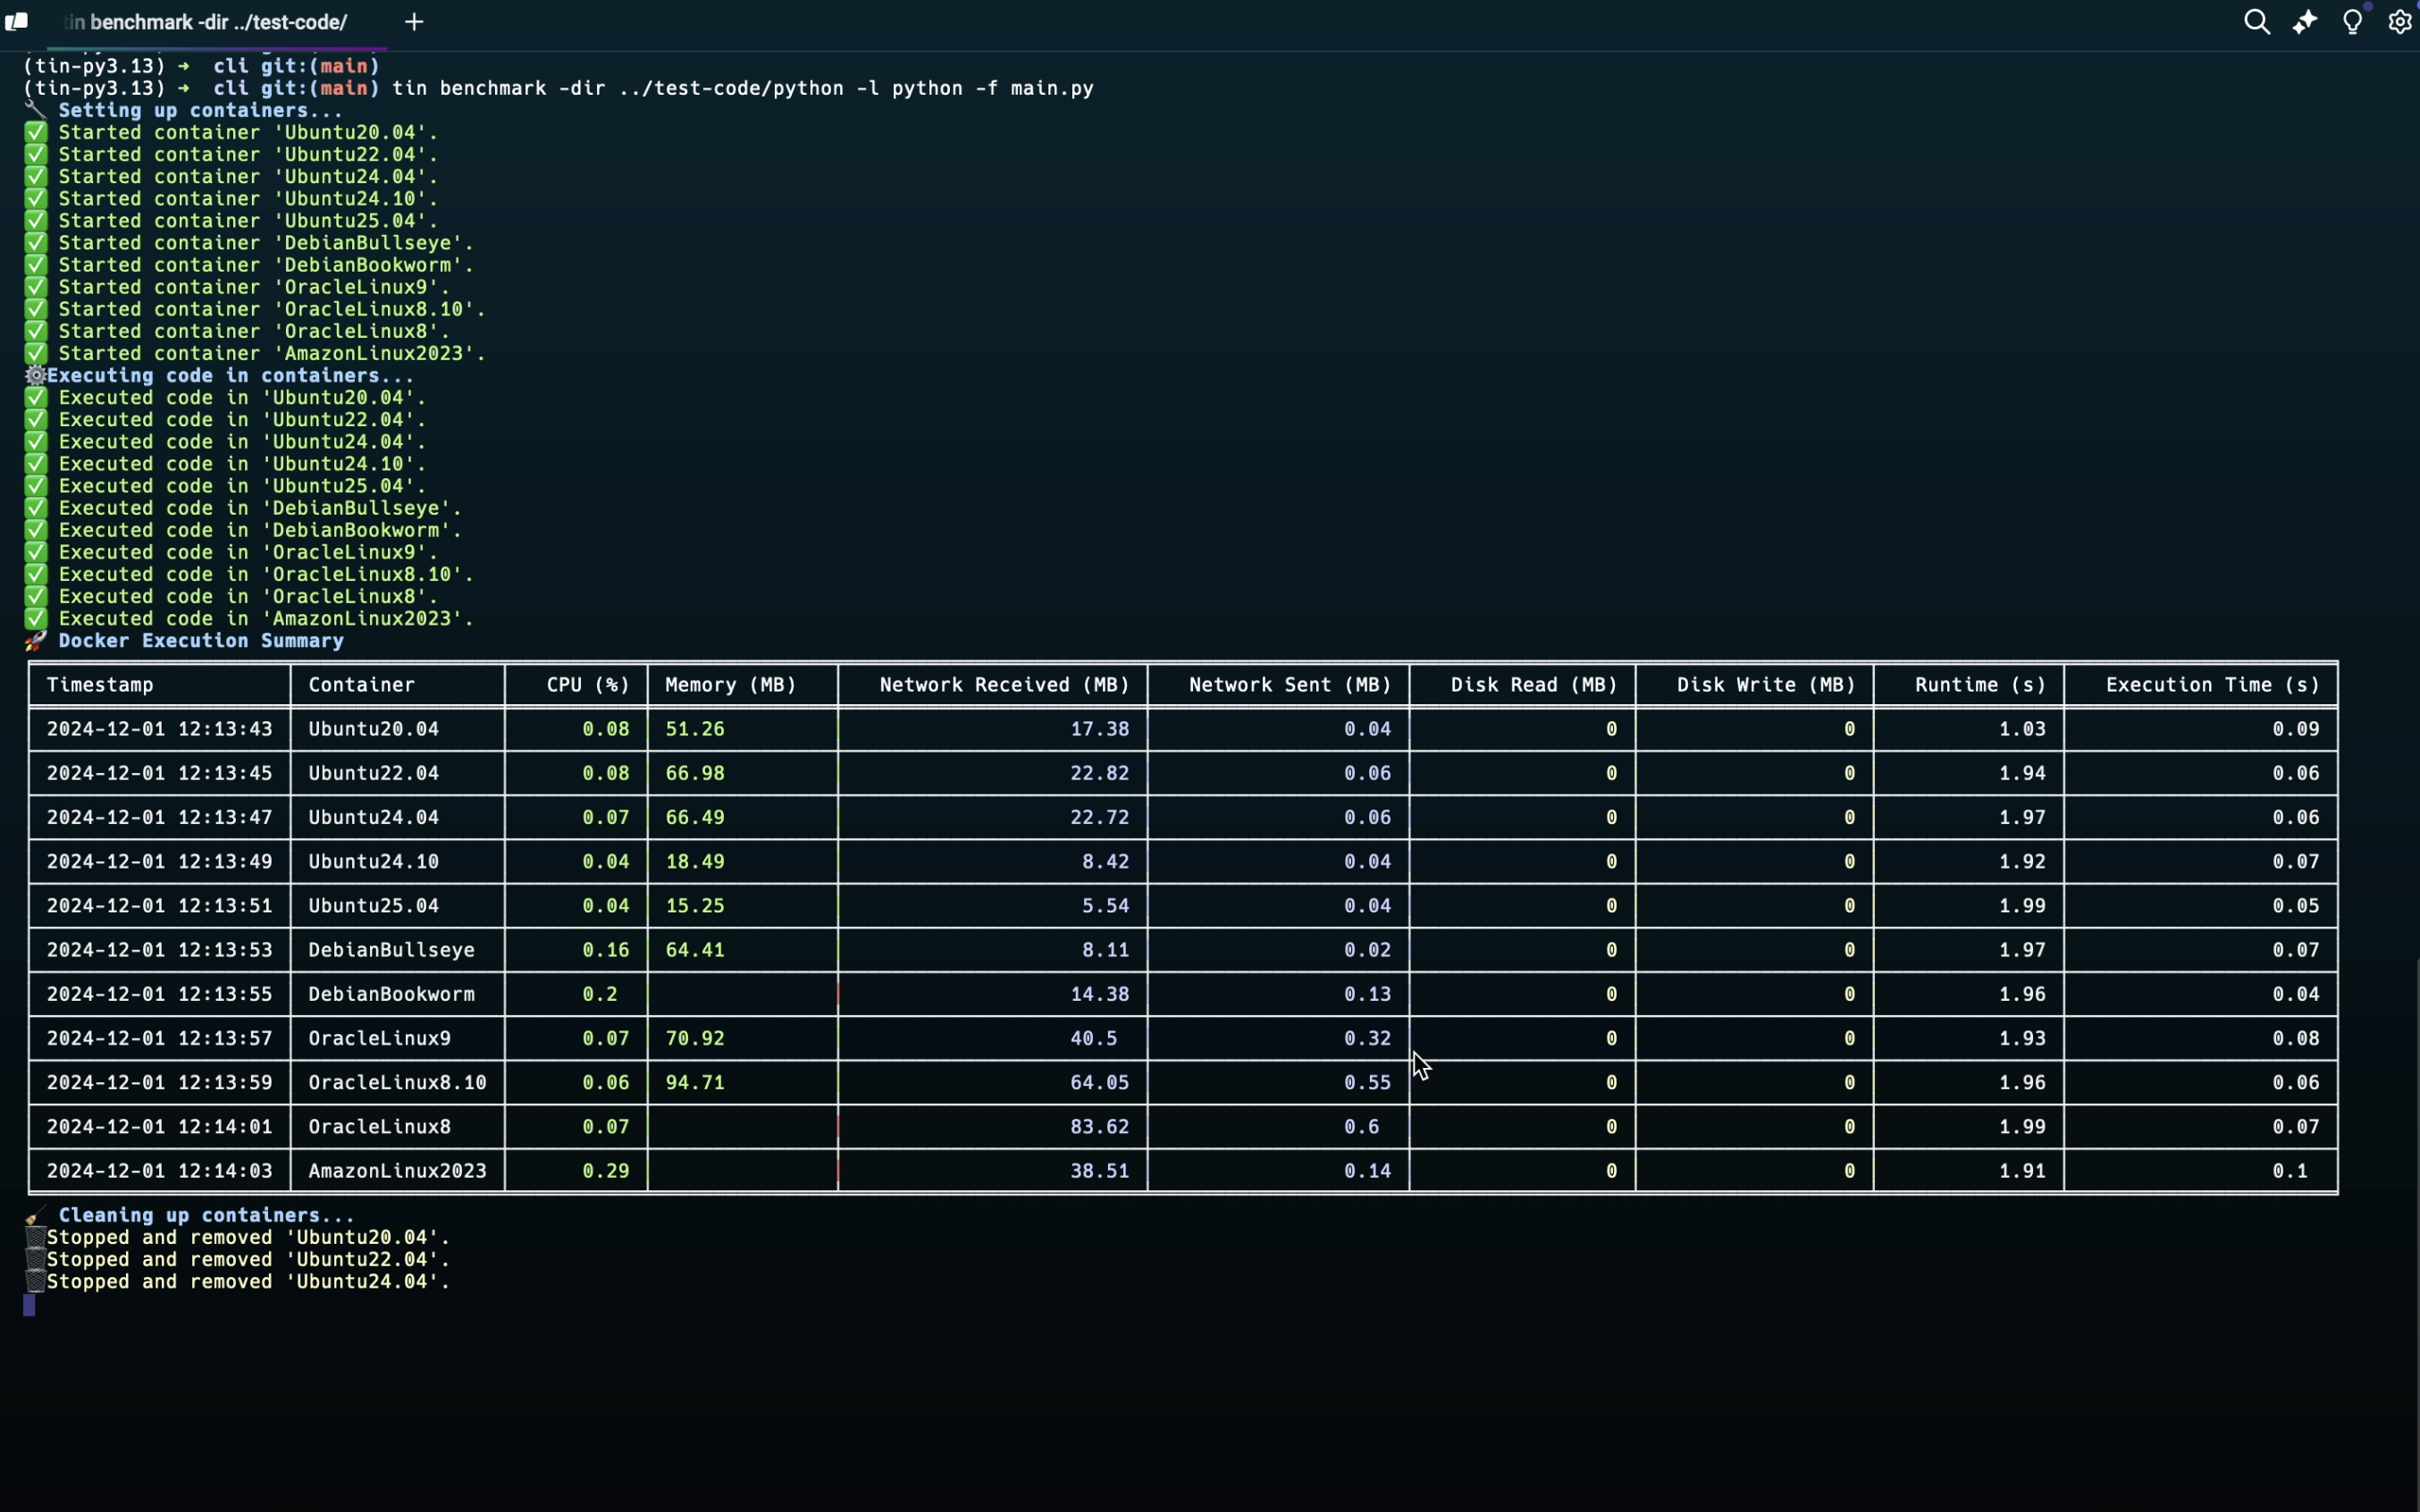 tin benchmark -dir ../test-code/
(tin-py3.13) → cli git:(main)
(tin-py3.13) → cli git:(main) tin benchmark -dir ../test-code/python -l python -f main.py
Setting up containers...
Started container 'Ubuntu20.04'.
Started container 'Ubuntu22.04'.
Started container 'Ubuntu24.04'.
Started container 'Ubuntu24.10'.
Started container 'Ubuntu25.04'.
Started container 'DebianBullseye'.
Started container 'DebianBookworm'.
Started container 'OracleLinux9'.
Started container 'OracleLinux8.10'.
Started container 'OracleLinux8'.
Started container 'AmazonLinux2023'.
Executing code in containers...
Executed code in 'Ubuntu20.04'.
Executed code in 'Ubuntu22.04'.
Executed code in 'Ubuntu24.04'.
Executed code in 'Ubuntu24.10'.
Executed code in 'Ubuntu25.04'.
Executed code in 'DebianBullseye'.
Executed code in 'DebianBookworm'.
Executed code in 'OracleLinux9'.
Executed code in 'OracleLinux8.10'.
Executed code in 'OracleLinux8'.
Executed code in 'AmazonLinux2023'.
Docker Execution Summary
Timestamp Container CPU (%) Memory (MB) Network Received (MB) Network Sent (MB) Disk Read (MB) Disk Write (MB) Runtime (s) Execution Time (s)
2024-12-01 12:13:43 Ubuntu20.04 0.08 51.26 17.38 0.04 0 0 1.03 0.09
2024-12-01 12:13:45 Ubuntu22.04 0.08 66.98 22.82 0.06 0 0 1.94 0.06
2024-12-01 12:13:47 Ubuntu24.04 0.07 66.49 22.72 0.06 0 0 1.97 0.06
2024-12-01 12:13:49 Ubuntu24.10 0.04 18.49 8.42 0.04 0 0 1.92 0.07
2024-12-01 12:13:51 Ubuntu25.04 0.04 15.25 5.54 0.04 0 0 1.99 0.05
2024-12-01 12:13:53 DebianBullseye 0.16 64.41 8.11 0.02 0 0 1.97 0.07
2024-12-01 12:13:55 DebianBookworm 0.2 14.38 0.13 0 0 1.96 0.04
2024-12-01 12:13:57 OracleLinux9 0.07 70.92 40.5 0.32 0 0 1.93 0.08
2024-12-01 12:13:59 OracleLinux8.10 0.06 94.71 64.05 0.55 0 0 1.96 0.06
2024-12-01 12:14:01 OracleLinux8 0.07 83.62 0.6 0 0 1.99 0.07
2024-12-01 12:14:03 AmazonLinux2023 0.29 38.51 0.14 0 0 1.91 0.1
Cleaning up containers...
Stopped and removed 'Ubuntu20.04'.
Stopped and removed 'Ubuntu22.04'.
Stopped and removed 'Ubuntu24.04'.